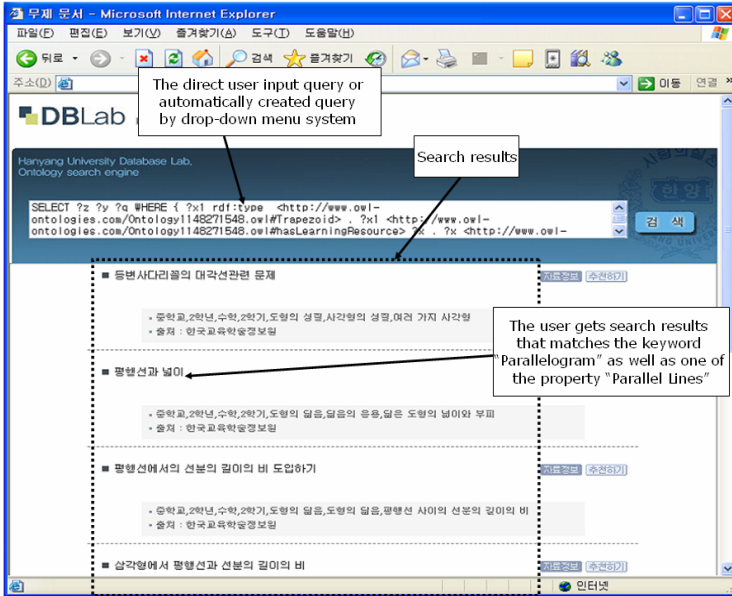 무제 문서 - Microsoft Internet Explorer
파일(F) 편집(E) 보기(V) 즐겨찾기(A) 도구(T) 도움말(H)
뒤로 검색 즐겨찾기
주소(D) 이동 연결 »
The direct user input query or
automatically created query
by drop-down menu system
DBLab
Search results
Hanyang University Database Lab,
Ontology search engine
SELECT ?z ?y ?q WHERE { ?x1 rdf:type <http://www.owl-
ontologies.com/Ontology1148271548.owl#Trapezoid> . ?x1 <http://www.owl-
ontologies.com/Ontology1148271548.owl#hasLearningResource> ?x . ?x <http://www.owl-
검 색
한양
등변사다리꼴의 대각선관련 문제
자료정보 추천하기
중학교,2학년,수학,2학기,도형의 성질,사각형의 성질,여러 가지 사각형
출처 : 한국교육학술정보원
The user gets search results
that matches the keyword
"Parallelogram" as well as one of
the property "Parallel Lines"
평행선과 넓이
중학교,2학년,수학,2학기,도형의 닮음,닮음의 응용,닮은 도형의 넓이와 부피
출처 : 한국교육학술정보원
평행선에서의 선분의 길이의 비 도입하기
자료정보 추천하기
중학교,2학년,수학,2학기,도형의 닮음,도형의 닮음,평행선 사이의 선분의 길이의 비
출처 : 한국교육학술정보원
삼각형에서 평행선과 선분의 길이의 비
자료정보 추천하기
인터넷